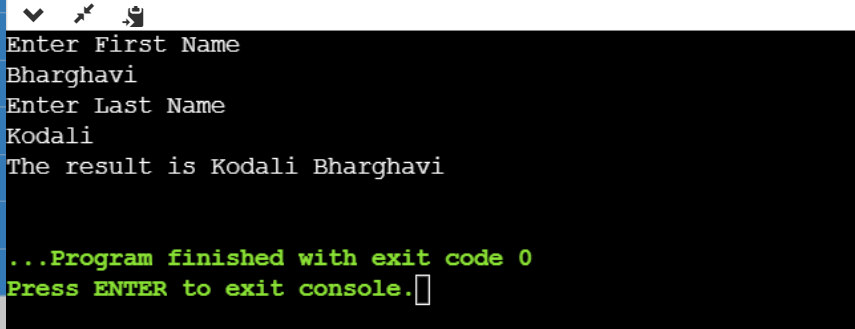 Enter First Name
Bharghavi
Enter Last Name
Kodali
The result is Kodali Bharghavi
...Program finished with exit code 0
Press ENTER to exit console.